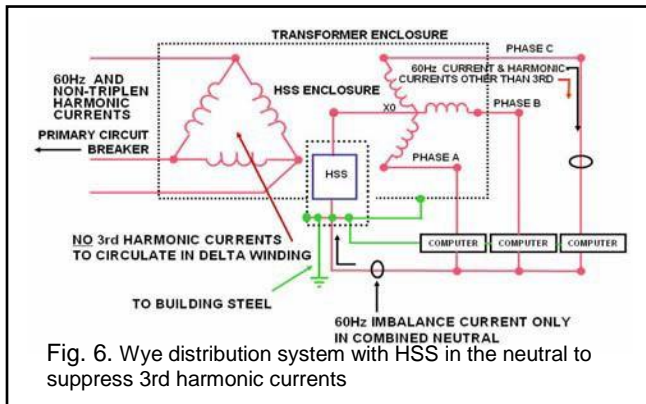 TRANSFORMER ENCLOSURE
PHASE C
60Hz CURRENT & HARMONIC
CURRENTS OTHER THAN 3RD
60Hz AND
NON-TRIPLEN
HARMONIC
CURRENTS
HSS ENCLOSURE
X0
PHASE B
PRIMARY CIRCUIT
BREAKER
PHASE A
HSS
NO 3rd HARMONIC CURRENTS
TO CIRCULATE IN DELTA WINDING
COMPUTER
COMPUTER
COMPUTER
TO BUILDING STEEL
60Hz IMBALANCE CURRENT ONLY
IN COMBINED NEUTRAL
Fig. 6. Wye distribution system with HSS in the neutral to
suppress 3rd harmonic currents